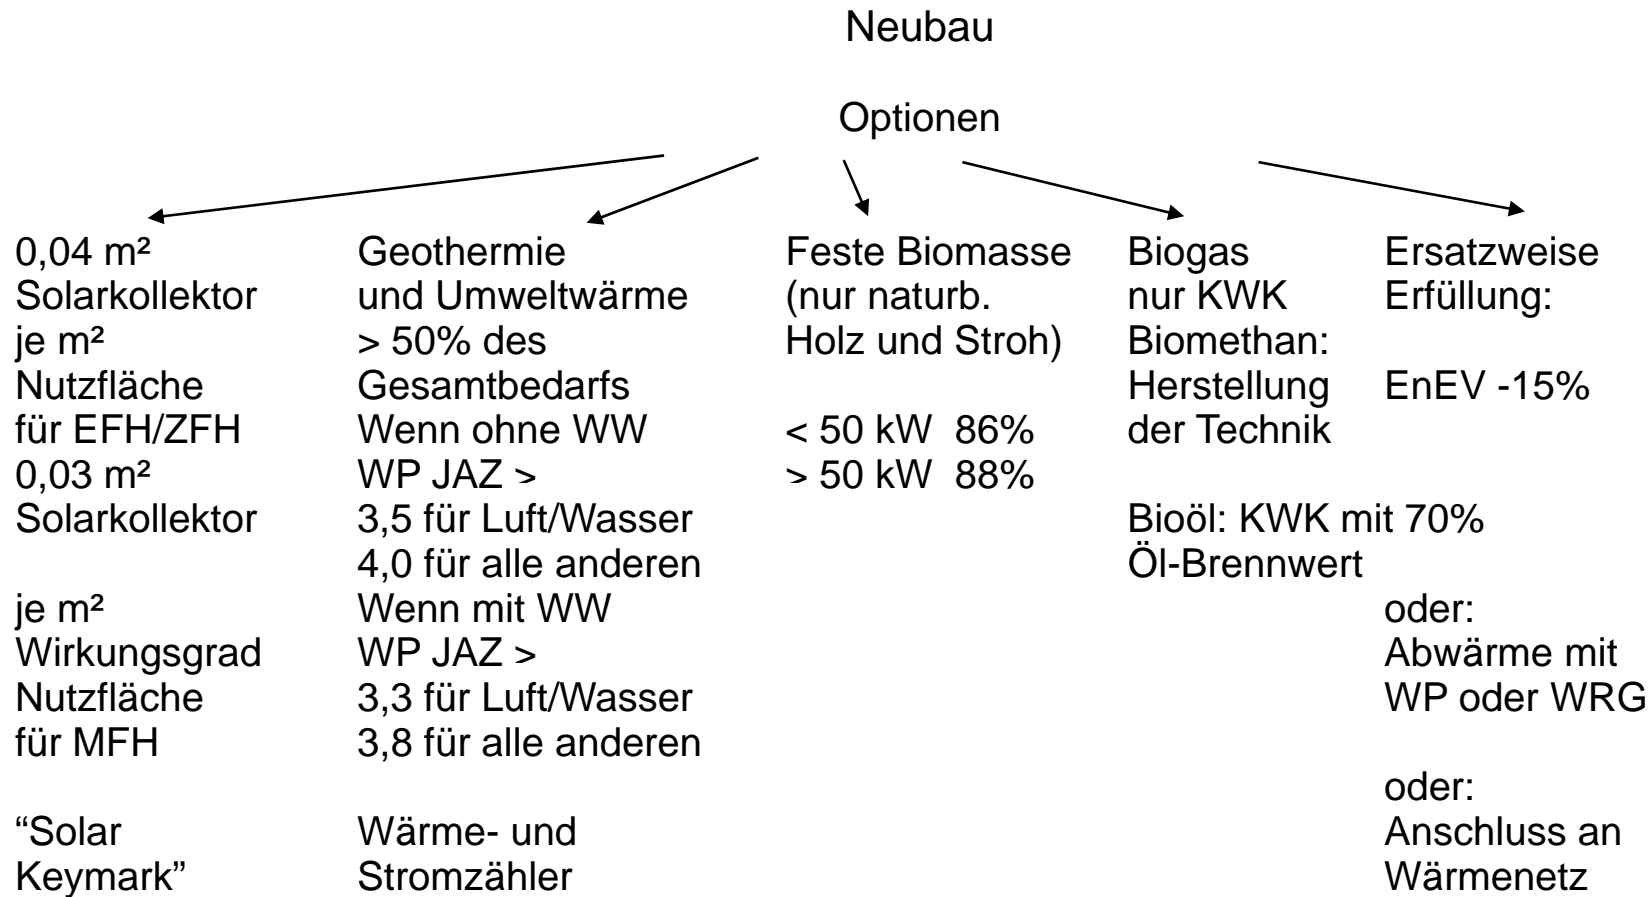 Neubau
Optionen
0,04 m²
Solarkollektor
je m²
Nutzfläche
für EFH/ZFH
0,03 m²
Solarkollektor
je m²
Wirkungsgrad
Nutzfläche
für MFH
“Solar
Keymark”
Geothermie
und Umweltwärme
> 50% des
Gesamtbedarfs
Wenn ohne WW
WP JAZ >
3,5 für Luft/Wasser
4,0 für alle anderen
Wenn mit WW
WP JAZ >
3,3 für Luft/Wasser
3,8 für alle anderen
Wärme- und
Stromzähler
Feste Biomasse
(nur naturb.
Holz und Stroh)
< 50 kW 86%
> 50 kW 88%
Biogas
nur KWK
Biomethan:
Herstellung
der Technik
Bioöl: KWK mit 70%
Öl-Brennwert
Ersatzweise
Erfüllung:
EnEV -15%
oder:
Abwärme mit
WP oder WRG
oder:
Anschluss an
Wärmenetz